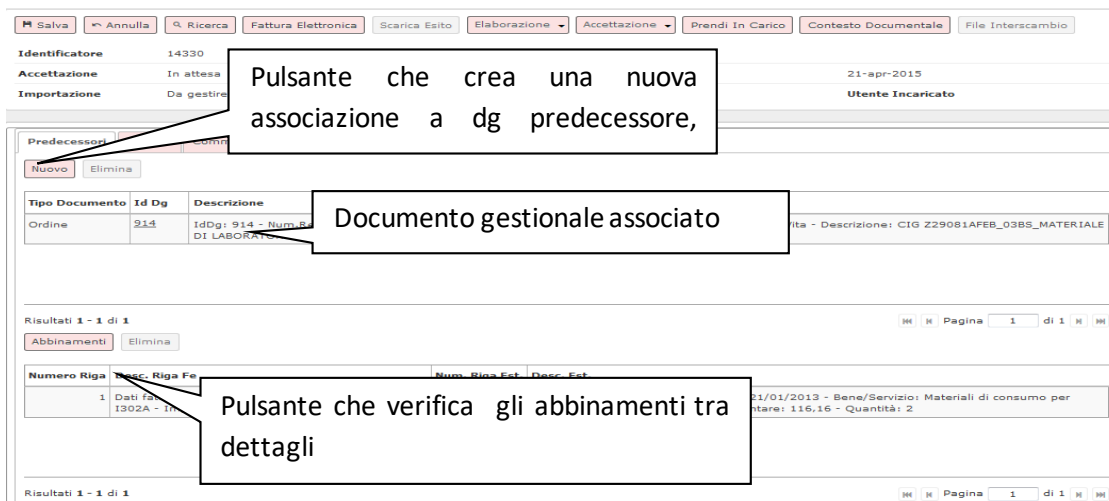 Salva Annulla Ricerca Fattura Elettronica Scarica Esito Elaborazione Accettazione Prendi In Carico Contesto Documentale File Interscambio
Identificatore 14330
Accettazione In attesa 21-apr-2015
Importazione Da gestire Utente Incaricato
Pulsante che crea una nuova
associazione a dg predecessore,
Predecessori
Nuovo Elimina
Tipo Documento Id Dg Descrizione
Ordine 914 IdDg: 914 - Num. - Descrizione: CIG Z29081AFEB_03BS_MATERIALE
DI
Documento gestionale associato
Risultati 1 - 1 di 1 Pagina 1 di 1
Abbinamenti Elimina
Numero Riga Desc. Riga Fe Num. Riga Est. Desc. Est.
1 Dati 21/01/2013 - Bene/Servizio: Materiali di consumo per
I302A - 116,16 - Quantità: 2
Pulsante che verifica gli abbinamenti tra
dettagli
Risultati 1 - 1 di 1 Pagina 1 di 1